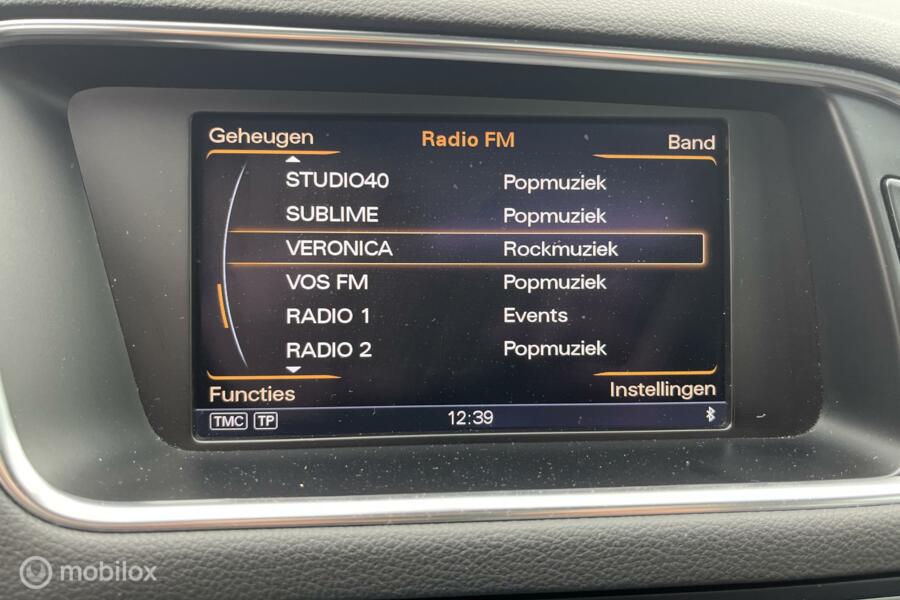 Geheugen Radio FM Band
STUDIO40 Popmuziek
SUBLIME Popmuziek
VERONICA Rockmuziek
VOS FM Popmuziek
RADIO 1 Events
RADIO 2 Popmuziek
Functies Instellingen
TMC TP 12:39
mobilox